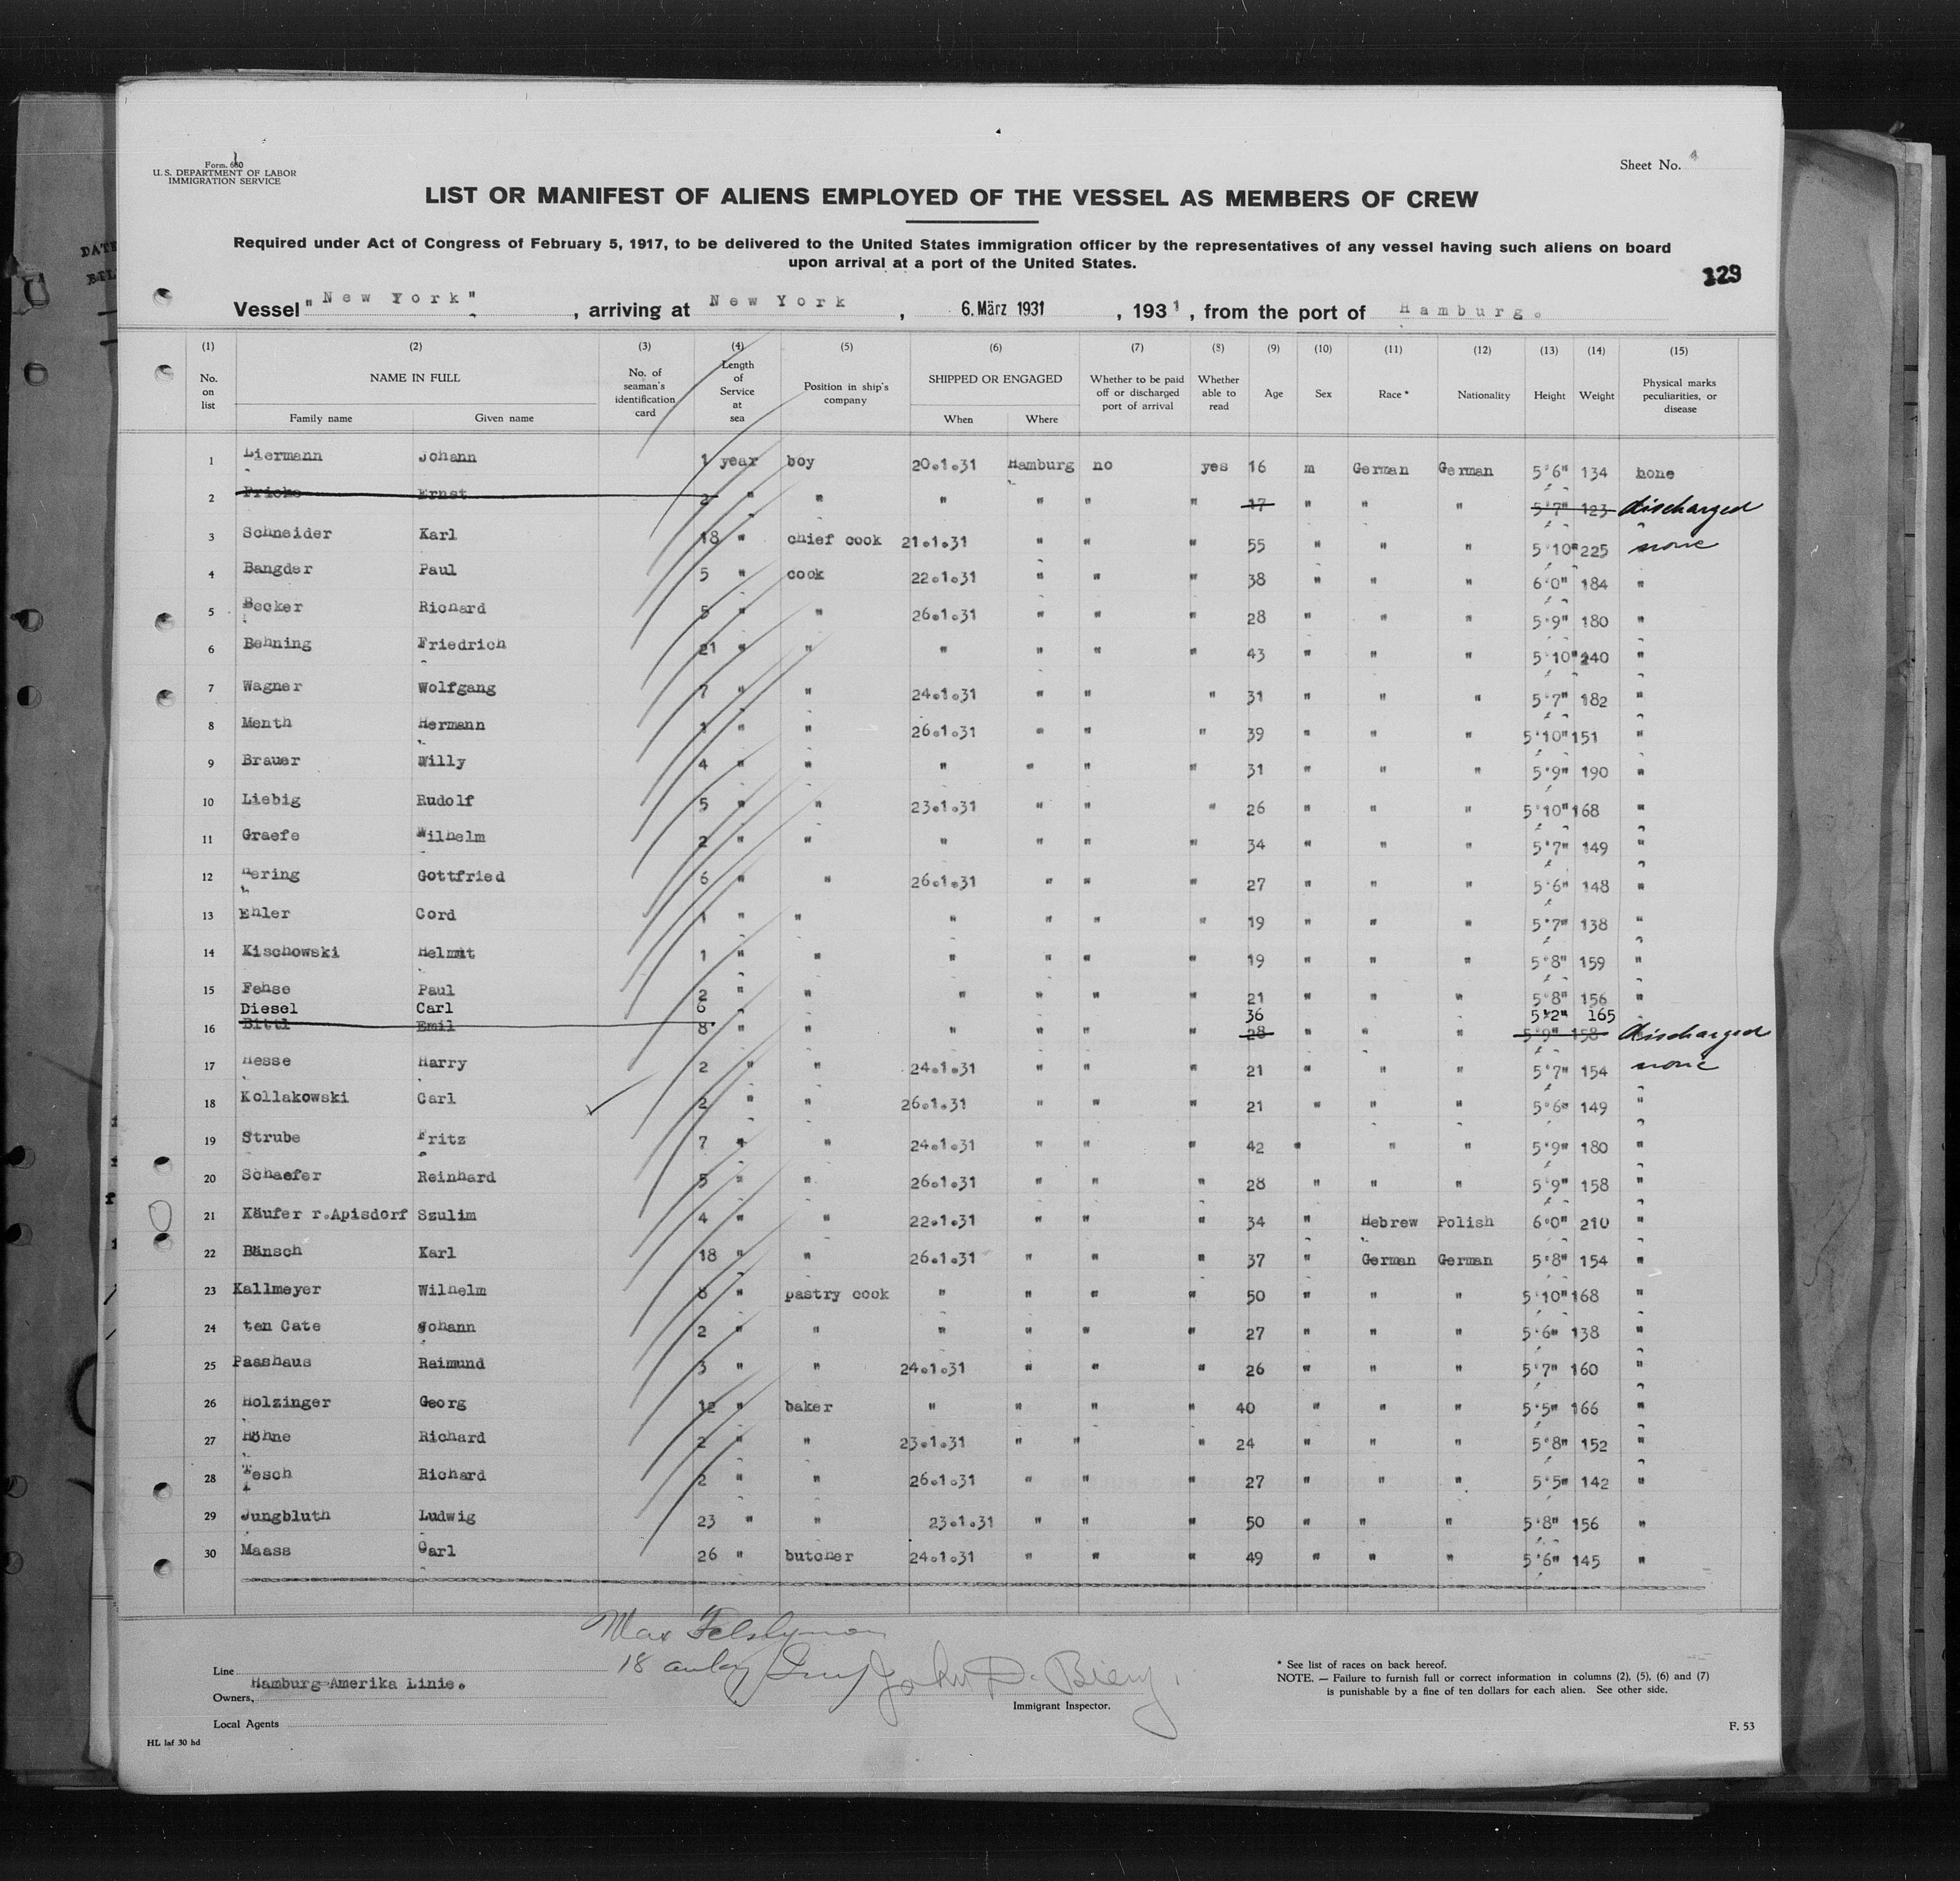 Form. 680
U. S. DEPARTMENT OF LABOR
IMMIGRATION SERVICE
Sheet No.
LIST OR MANIFEST OF ALIENS EMPLOYED OF THE VESSEL AS MEMBERS OF CREW
Required under Act of Congress of February 5, 1917, to be delivered to the United States immigration officer by the representatives of any vessel having such aliens on board
upon arrival at a port of the United States.
129
Vessel "New York", arriving at New York, 6. März 1931, 1931, from the port of Hamburg.
(1) (2) (3) (4) (5) (6) (7) (8) (9) (10) (11) (12) (13) (14) (15)
No. on list NAME IN FULL Family name Given name No. of seaman's identification card Length of Service at sea Position in ship's company SHIPPED OR ENGAGED When Where Whether to be paid off or discharged port of arrival Whether able to read Age Sex Race * Nationality Height Weight Physical marks peculiarities, or disease
1 Liermann Johann 1 year boy 20.1.31 Hamburg no yes 16 m German German 5'6" 134 none
2 Fricke Ernst 2 " " " " " " 17 " " " 5'7" 123 discharged
3 Schneider Karl 18 " chief cook 21.1.31 " " " 55 " " " 5'10" 225 none
4 Bangder Paul 5 " cook 22.1.31 " " " 38 " " " 6'0" 184 "
5 Becker Richard 5 " " 26.1.31 " " " 28 " " " 5'9" 180 "
6 Behning Friedrich 21 " " " " " " 43 " " " 5'10" 240 "
7 Wagner Wolfgang 7 " " 24.1.31 " " " 31 " " " 5'7" 182 "
8 Menth Hermann 1 " " 26.1.31 " " " 39 " " " 5'10" 151 "
9 Brauer Willy 4 " " " " " " 31 " " " 5'9" 190 "
10 Liebig Rudolf 5 " " 23.1.31 " " " 26 " " " 5'10" 168 "
11 Graefe Wilhelm 2 " " " " " " 34 " " " 5'7" 149 "
12 Hering Gottfried 6 " " 26.1.31 " " " 27 " " " 5'6" 148 "
13 Ehler Cord 1 " " " " " " 19 " " " 5'7" 138 "
14 Kischowski Helmut 1 " " " " " " 19 " " " 5'8" 159 "
15 Fehse Paul 2 " " " " " " 21 " " " 5'8" 156 "
Diesel Carl 6 36 5'2" 165
16 Bittl Emil 8 " " " " " " 28 " " " 5'9" 158 discharged
17 Hesse Harry 2 " " 24.1.31 " " " 21 " " " 5'7" 154 none
18 Kollakowski Carl 2 " " 26.1.31 " " " 21 " " " 5'6" 149 "
19 Strube Fritz 7 " " 24.1.31 " " " 42 " " " 5'9" 180 "
20 Schaefer Reinhard 5 " " 26.1.31 " " " 28 " " " 5'9" 158 "
21 Käufer r.Apisdorf Szulim 4 " " 22.1.31 " " " 34 " Hebrew Polish 6'0" 210 "
22 Bänsch Karl 18 " " 26.1.31 " " " 37 " German German 5'8" 154 "
23 Kallmeyer Wilhelm " pastry cook " " " " 50 " " " 5'10" 168 "
24 ten Cate Johann 2 " " " " " " 27 " " " 5'6" 138 "
25 Paashaus Raimund 3 " " 24.1.31 " " " 26 " " " 5'7" 160 "
26 Holzinger Georg 12 " baker " " " " 40 " " " 5'5" 166 "
27 Höhne Richard 2 " " 23.1.31 " " " 24 " " " 5'8" 152 "
28 Tesch Richard 2 " " 26.1.31 " " " 27 " " " 5'5" 142 "
29 Jungbluth Ludwig 23 " " 23.1.31 " " " 50 " " " 5'8" 156 "
30 Maass Carl 26 " butcher 24.1.31 " " " 49 " " " 5'6" 145 "
Max
18
John D.
Line
Hamburg-Amerika Linie.
Owners,
Local Agents
Immigrant Inspector.
* See list of races on back hereof.
NOTE. — Failure to furnish full or correct information in columns (2), (5), (6) and (7)
is punishable by a fine of ten dollars for each alien. See other side.
HL laf 30 hd
F. 53